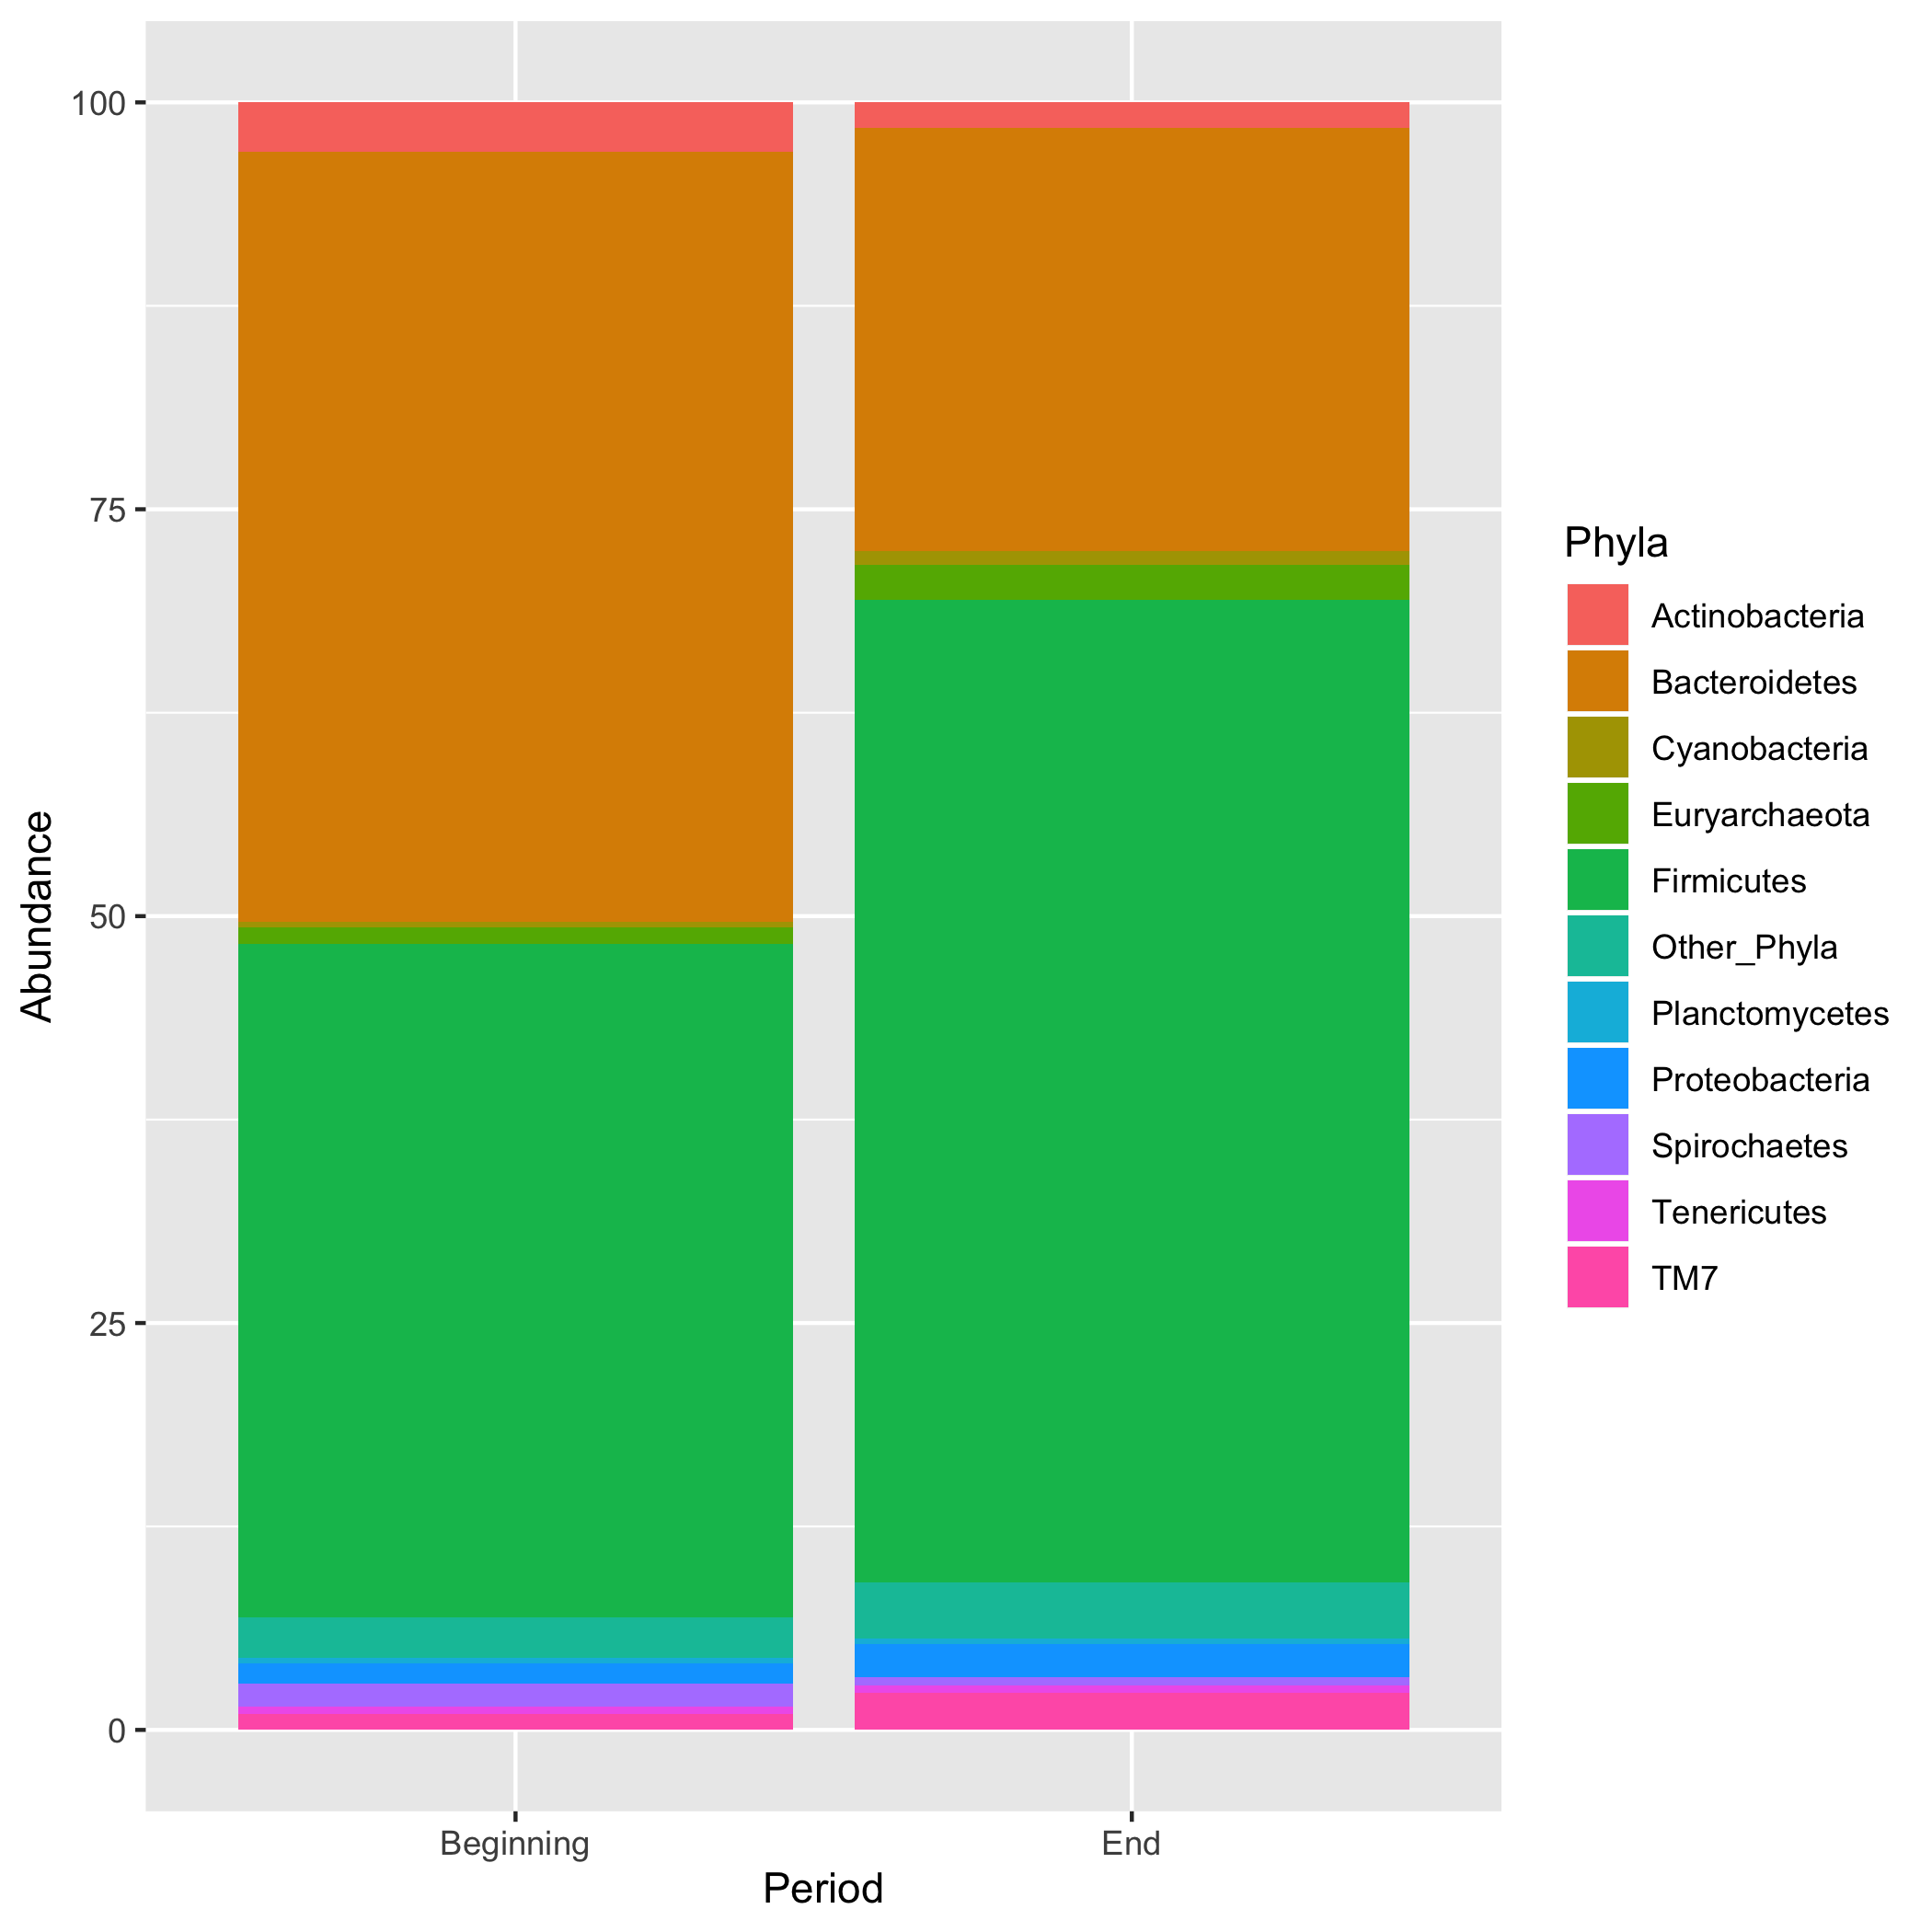 100
75
50
25
0
Abundance
Beginning
End
Period
Phyla
Actinobacteria
Bacteroidetes
Cyanobacteria
Euryarchaeota
Firmicutes
Other_Phyla
Planctomycetes
Proteobacteria
Spirochaetes
Tenericutes
TM7